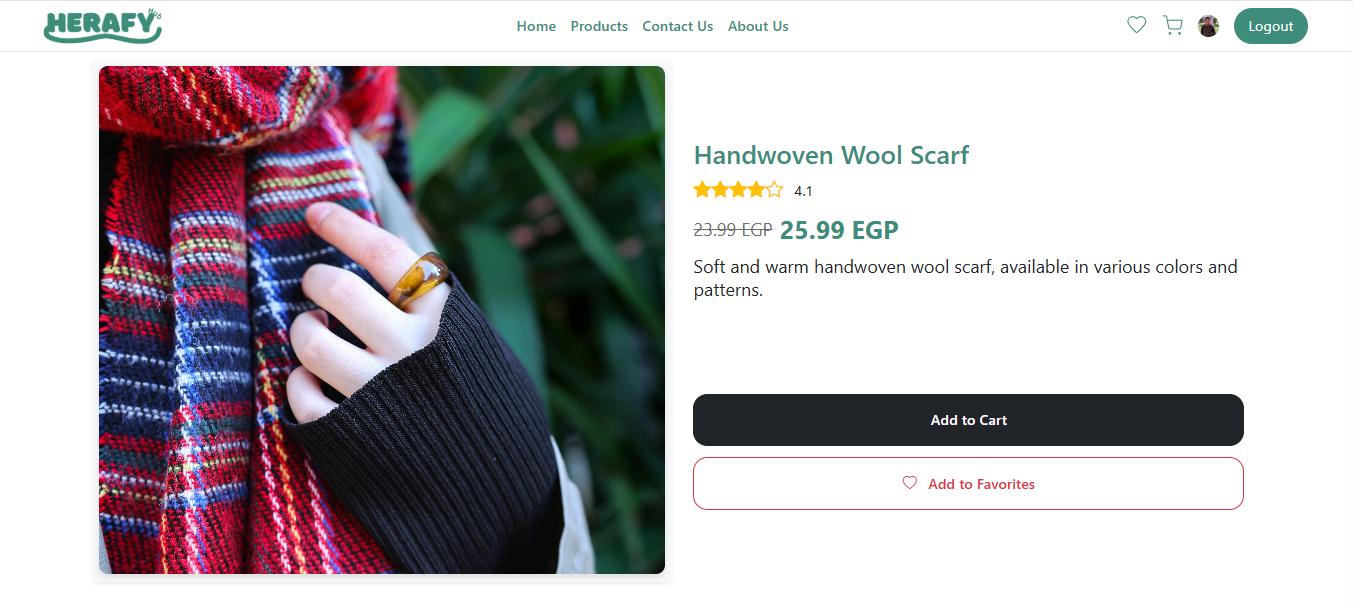 HERAFY
Home Products Contact Us About Us
Logout
Handwoven Wool Scarf
4.1
23.99 EGP 25.99 EGP
Soft and warm handwoven wool scarf, available in various colors and
patterns.
Add to Cart
Add to Favorites